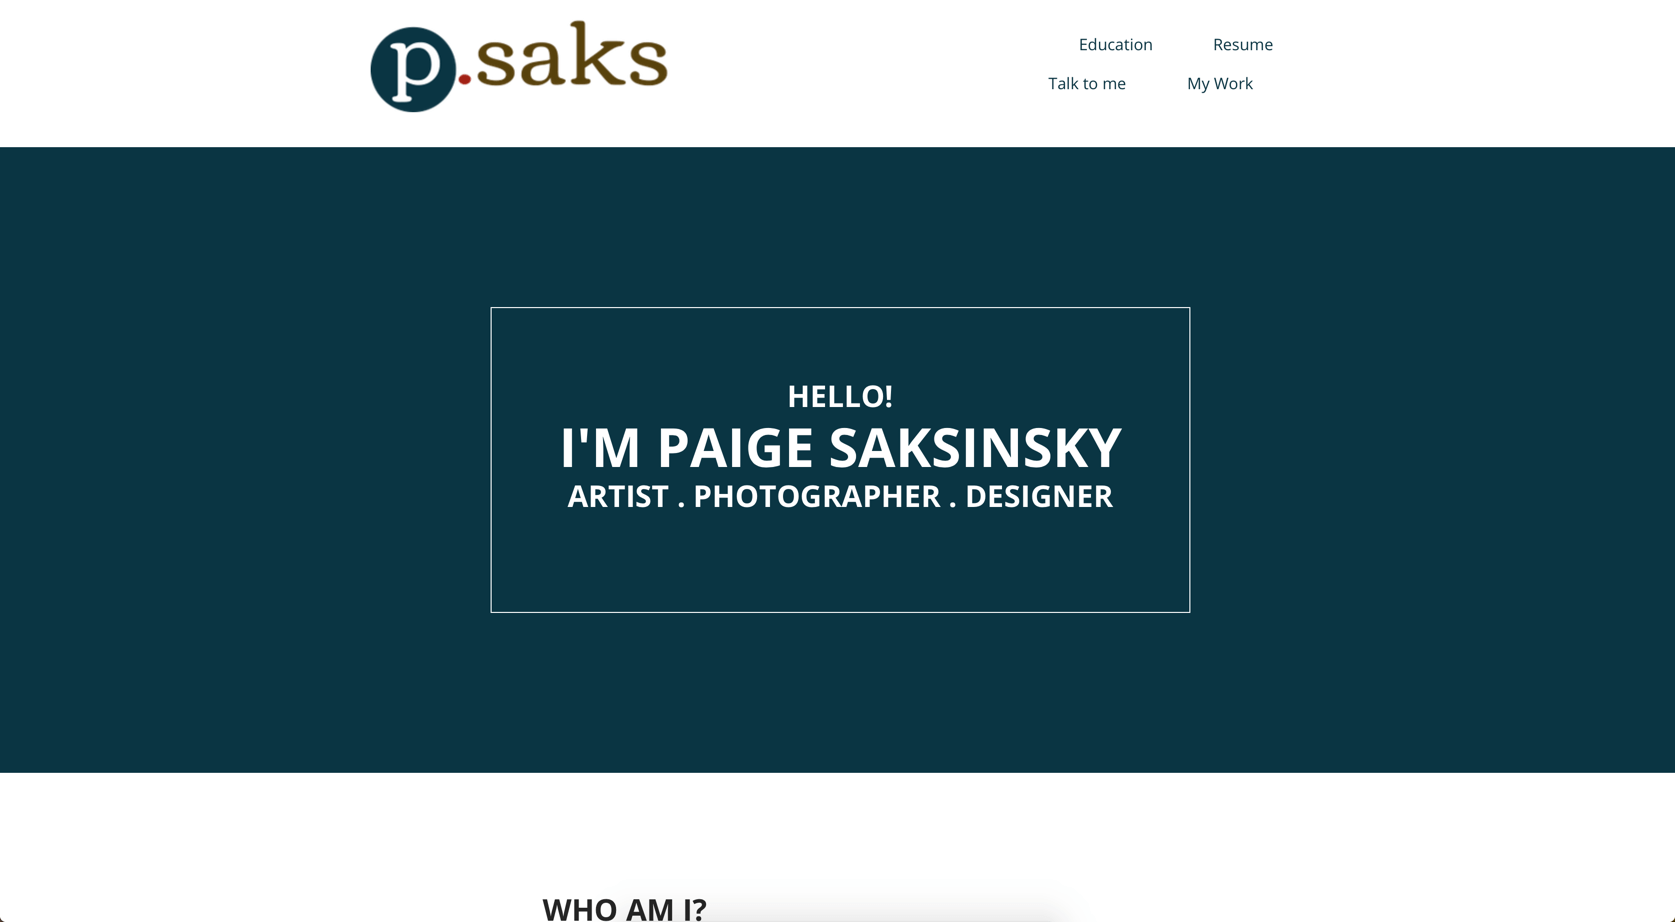 p.saks
Education Resume
Talk to me My Work
HELLO!
I'M PAIGE SAKSINSKY
ARTIST . PHOTOGRAPHER . DESIGNER
WHO AM I?